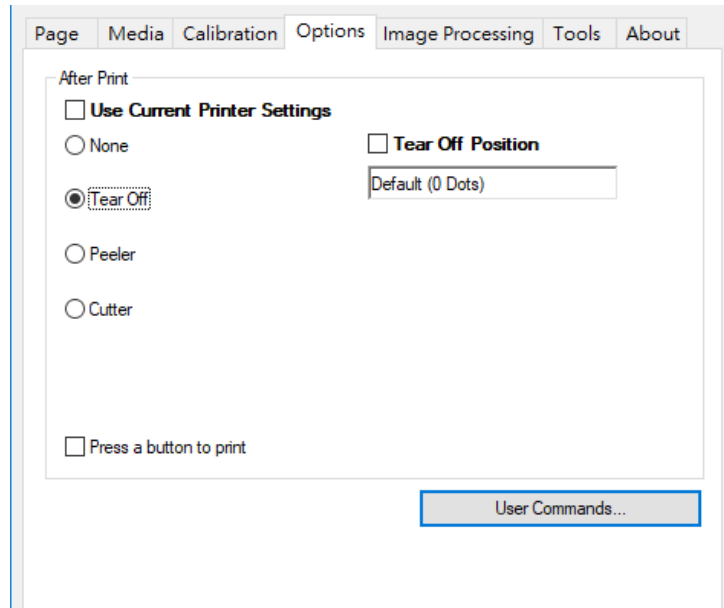 Page Media Calibration Options Image Processing Tools About
After Print
Use Current Printer Settings
None
Tear Off Position
Default (0 Dots)
Tear Off
Peeler
Cutter
Press a button to print
User Commands...